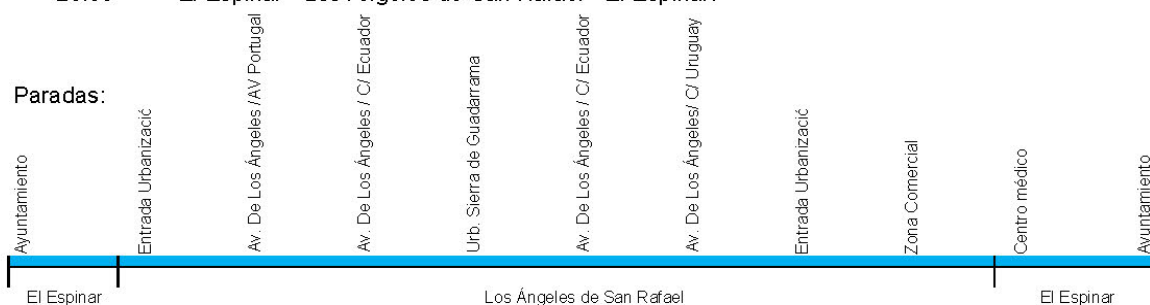 El Espinar - Los Ángeles de San Rafael - El Espinar.
Paradas:
Ayuntamiento
Entrada Urbanizació
Av. De Los Ángeles /AV Portugal
Av. De Los Ángeles / C/ Ecuador
Urb. Sierra de Guadarrama
Av. De Los Ángeles / C/ Ecuador
Av. De Los Ángeles/ C/ Uruguay
Entrada Urbanizació
Zona Comercial
Centro médico
Ayuntamiento
El Espinar
Los Ángeles de San Rafael
El Espinar